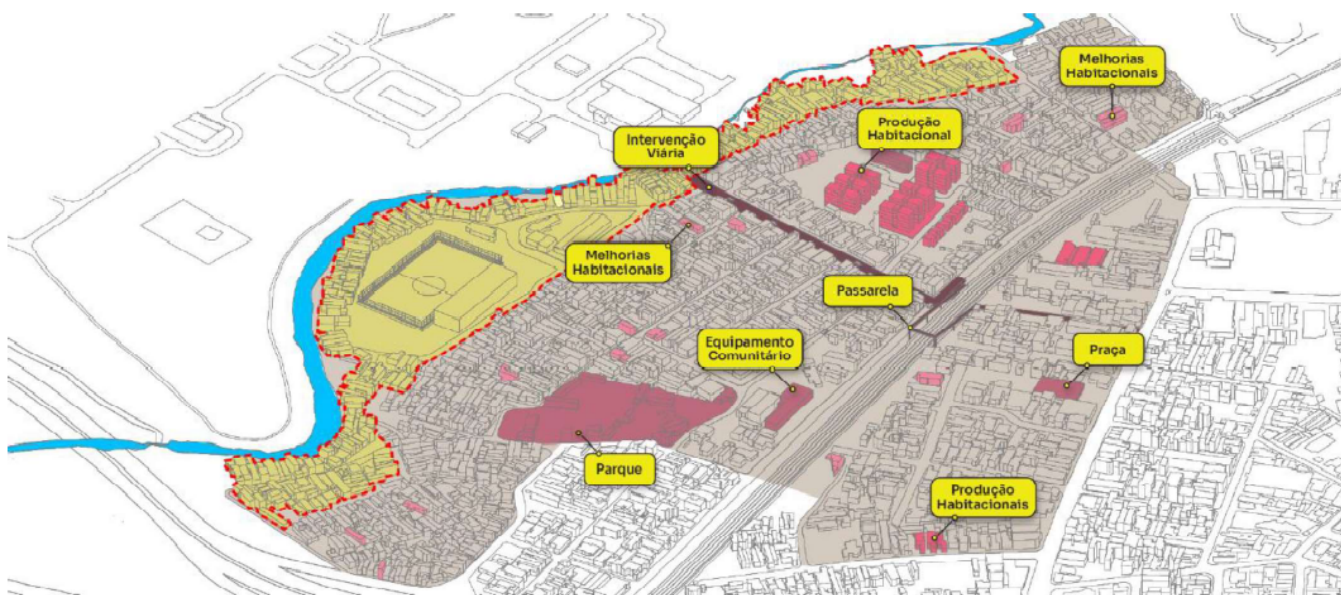 Melhorias
Habitacionais
Produção
Habitacional
Intervenção
Viária
Melhorias
Habitacionais
Passarela
Equipamento
Comunitário
Praça
Parque
Produção
Habitacionais